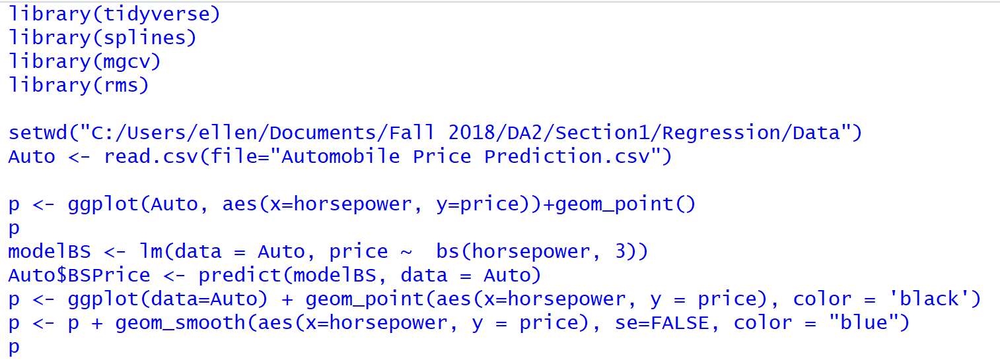 library(tidyverse)
library(splines)
library(mgcv)
library(rms)
setwd("C:/Users/ellen/Documents/Fall 2018/DA2/Section1/Regression/Data")
Auto <- read.csv(file="Automobile Price Prediction.csv")
p <- ggplot(Auto, aes(x=horsepower, y=price))+geom_point()
p
modelBS <- lm(data = Auto, price ~  bs(horsepower, 3))
Auto$BSPrice <- predict(modelBS, data = Auto)
p <- ggplot(data=Auto) + geom_point(aes(x=horsepower, y = price), color = 'black')
p <- p + geom_smooth(aes(x=horsepower, y = price), se=FALSE, color = "blue")
p